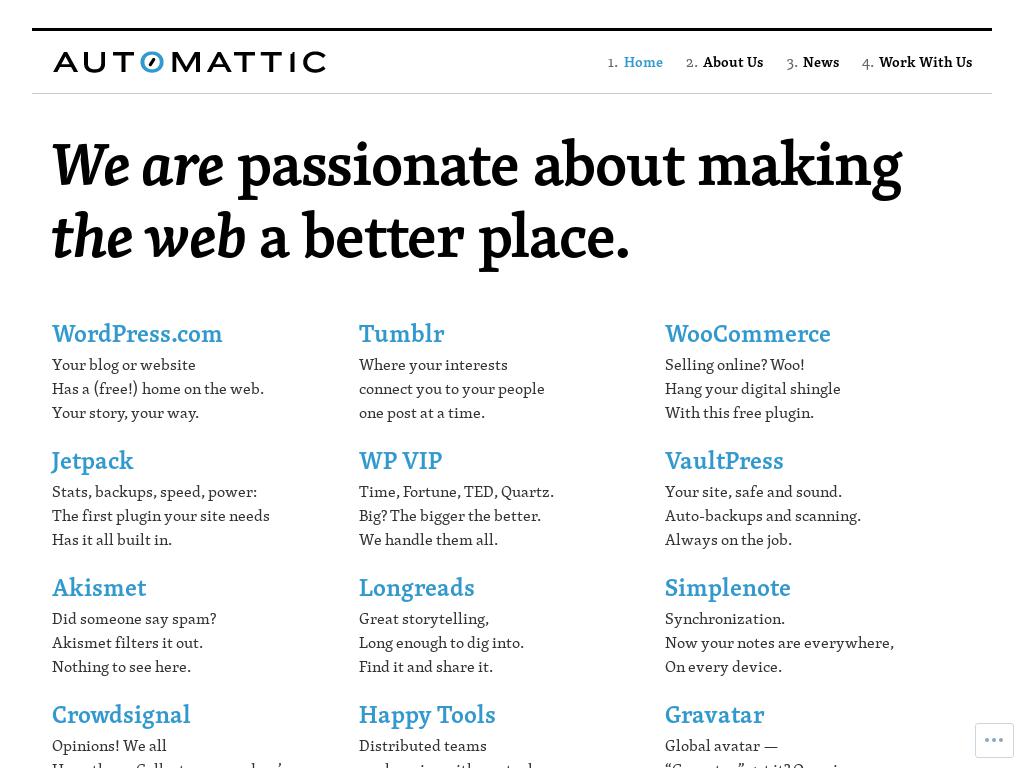 AUTOMATTIC
1. Home 2. About Us 3. News 4. Work With Us
We are passionate about making
the web a better place.
WordPress.com
Your blog or website
Has a (free!) home on the web.
Your story, your way.
Tumblr
Where your interests
connect you to your people
one post at a time.
WooCommerce
Selling online? Woo!
Hang your digital shingle
With this free plugin.
Jetpack
Stats, backups, speed, power:
The first plugin your site needs
Has it all built in.
WP VIP
Time, Fortune, TED, Quartz.
Big? The bigger the better.
We handle them all.
VaultPress
Your site, safe and sound.
Auto-backups and scanning.
Always on the job.
Akismet
Did someone say spam?
Akismet filters it out.
Nothing to see here.
Longreads
Great storytelling,
Long enough to dig into.
Find it and share it.
Simplenote
Synchronization.
Now your notes are everywhere,
On every device.
Crowdsignal
Opinions! We all
Happy Tools
Distributed teams
Gravatar
Global avatar —